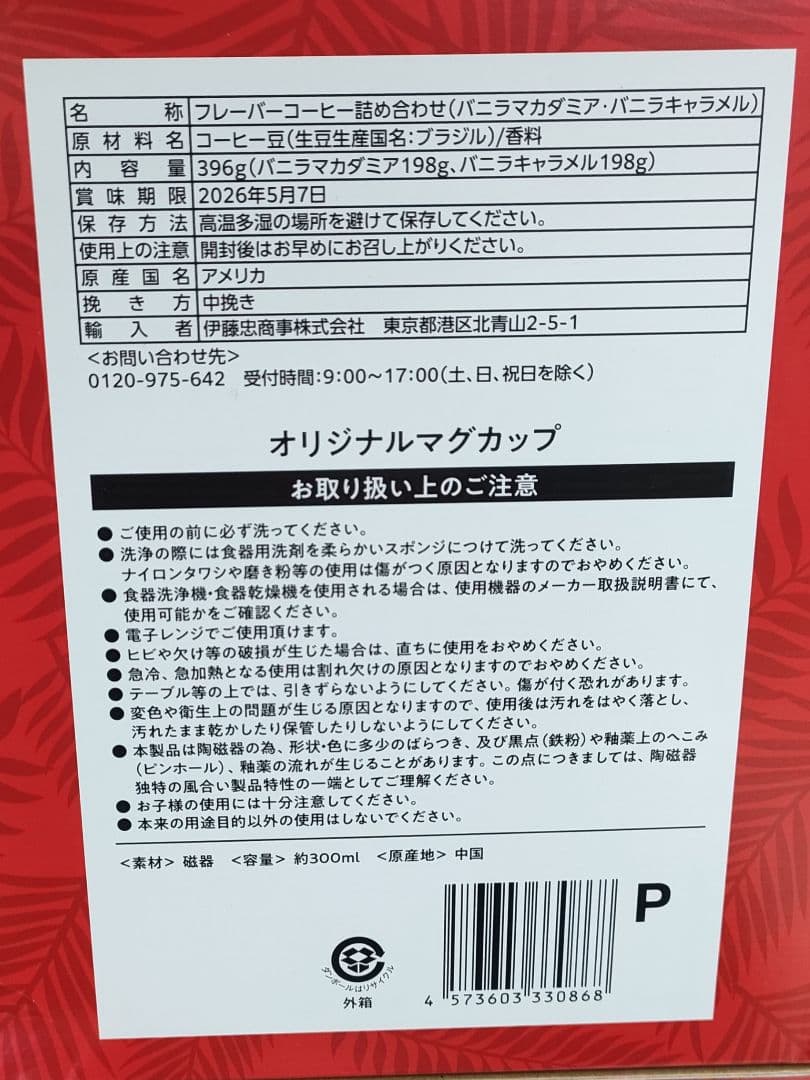 名称 フレーバーコーヒー詰め合わせ(バニラマカダミア・バニラキャラメル)
原材料名 コーヒー豆(生豆生産国名:ブラジル)/香料
内容量 396g(バニラマカダミア198g、バニラキャラメル198g)
賞味期限 2026年5月7日
保存方法 高温多湿の場所を避けて保存してください。
使用上の注意 開封後はお早めにお召し上がりください。
原産国名 アメリカ
挽き方 中挽き
輸入者 伊藤忠商事株式会社 東京都港区北青山2-5-1
<お問い合わせ先>
0120-975-642 受付時間:9:00～17:00(土、日、祝日を除く)
オリジナルマグカップ
お取り扱い上のご注意
●ご使用の前に必ず洗ってください。
●洗浄の際には食器用洗剤を柔らかいスポンジにつけて洗ってください。
ナイロンタワシや磨き粉等の使用は傷がつく原因となりますのでおやめください。
●食器洗浄機・食器乾燥機を使用される場合は、使用機器のメーカー取扱説明書にて、
使用可能かをご確認ください。
●電子レンジでご使用頂けます。
●ヒビや欠け等の破損が生じた場合は、直ちに使用をおやめください。
●急冷、急加熱となる使用は割れ欠けの原因となりますのでおやめください。
●テーブル等の上では、引きずらないようにしてください。傷が付く恐れがあります。
●変色や衛生上の問題が生じる原因となりますので、使用後は汚れをはやく落とし、
汚れたまま乾かしたり保管したりしないようにしてください。
●本製品は陶磁器の為、形状・色に多少のばらつき、及び黒点(鉄粉)や釉薬上のへこみ
(ピンホール)、釉薬の流れが生じることがあります。この点につきましては、陶磁器
独特の風合い製品特性の一端としてご理解ください。
●お子様の使用には十分注意してください。
●本来の用途目的以外の使用はしないでください。
<素材> 磁器 <容量> 約300ml <原産地> 中国
P
ダンボールはリサイクル
外箱
4 573603 330868